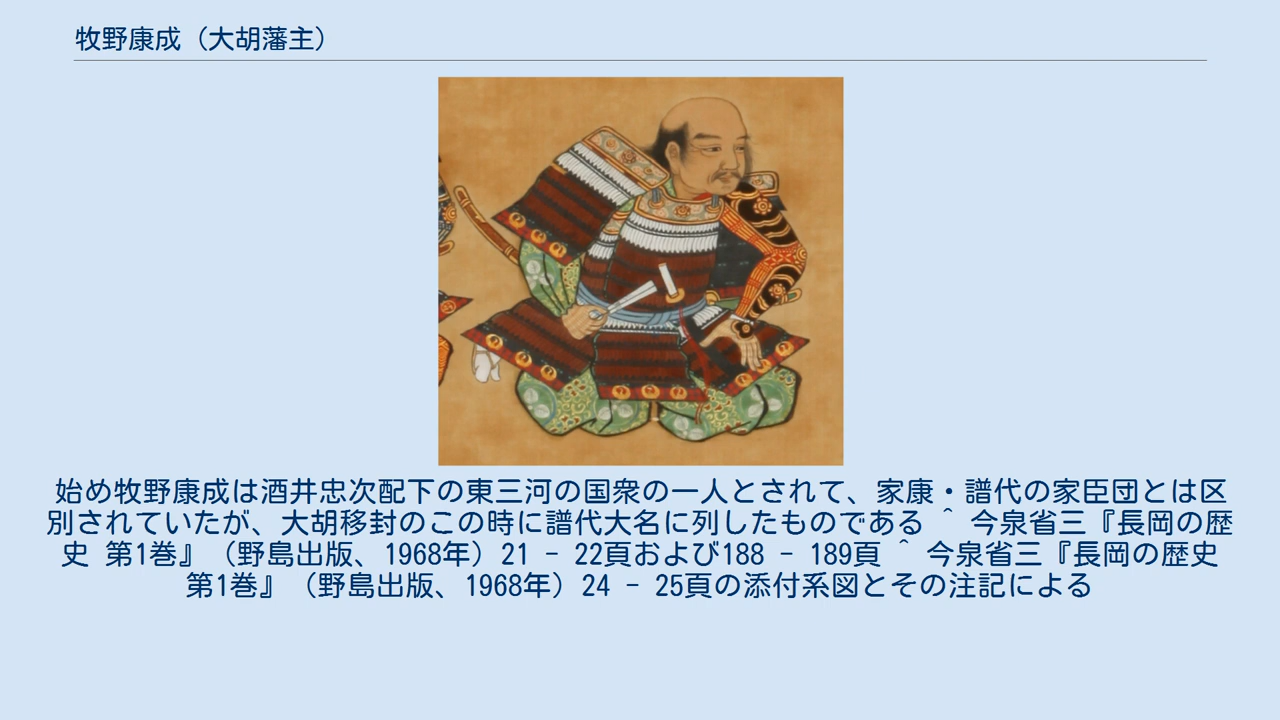 牧野康成（大胡藩主）
始め牧野康成は酒井忠次配下の東三河の国衆の一人とされて、家康・譜代の家臣団とは区
別されていたが、大胡移封のこの時に譜代大名に列したものである ^ 今泉省三『長岡の歴
史 第1巻』（野島出版、1968年）21 - 22頁および188 - 189頁 ^ 今泉省三『長岡の歴史
第1巻』（野島出版、1968年）24 - 25頁の添付系図とその注記による